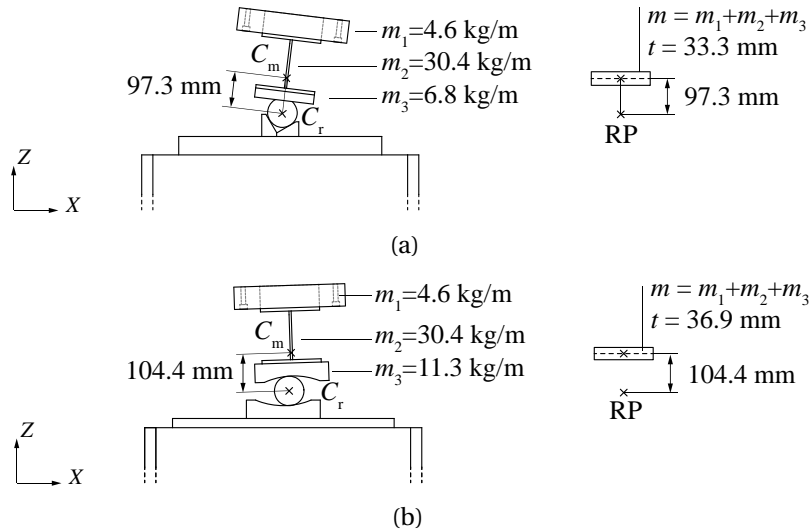 m₁=4.6 kg/m
Cₘ
m₂=30.4 kg/m
97.3 mm
m₃=6.8 kg/m
Cᵣ
m = m₁+m₂+m₃
t = 33.3 mm
97.3 mm
RP
Z
X
(a)
m₁=4.6 kg/m
Cₘ
m₂=30.4 kg/m
104.4 mm
m₃=11.3 kg/m
Cᵣ
m = m₁+m₂+m₃
t = 36.9 mm
104.4 mm
RP
Z
X
(b)